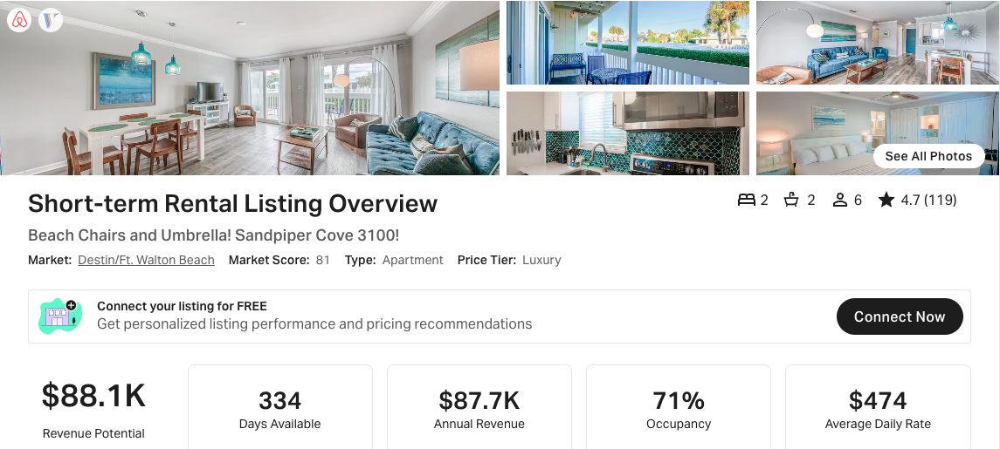 See All Photos
Short-term Rental Listing Overview
2 2 6 4.7 (119)
Beach Chairs and Umbrella! Sandpiper Cove 3100!
Market: Destin/Ft. Walton Beach Market Score: 81 Type: Apartment Price Tier: Luxury
Connect your listing for FREE
Get personalized listing performance and pricing recommendations
Connect Now
$88.1K
Revenue Potential
334
Days Available
$87.7K
Annual Revenue
71%
Occupancy
$474
Average Daily Rate